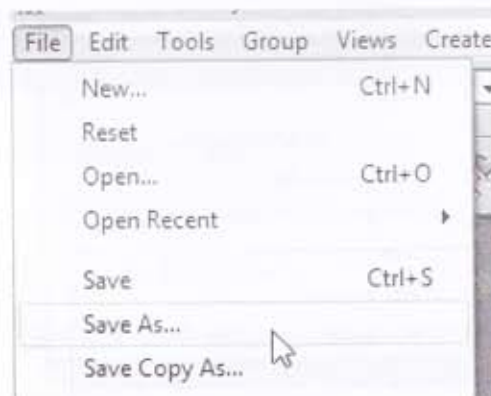 File Edit Tools Group Views Create
New... Ctrl+N
Reset
Open... Ctrl+O
Open Recent
Save Ctrl+S
Save As...
Save Copy As...